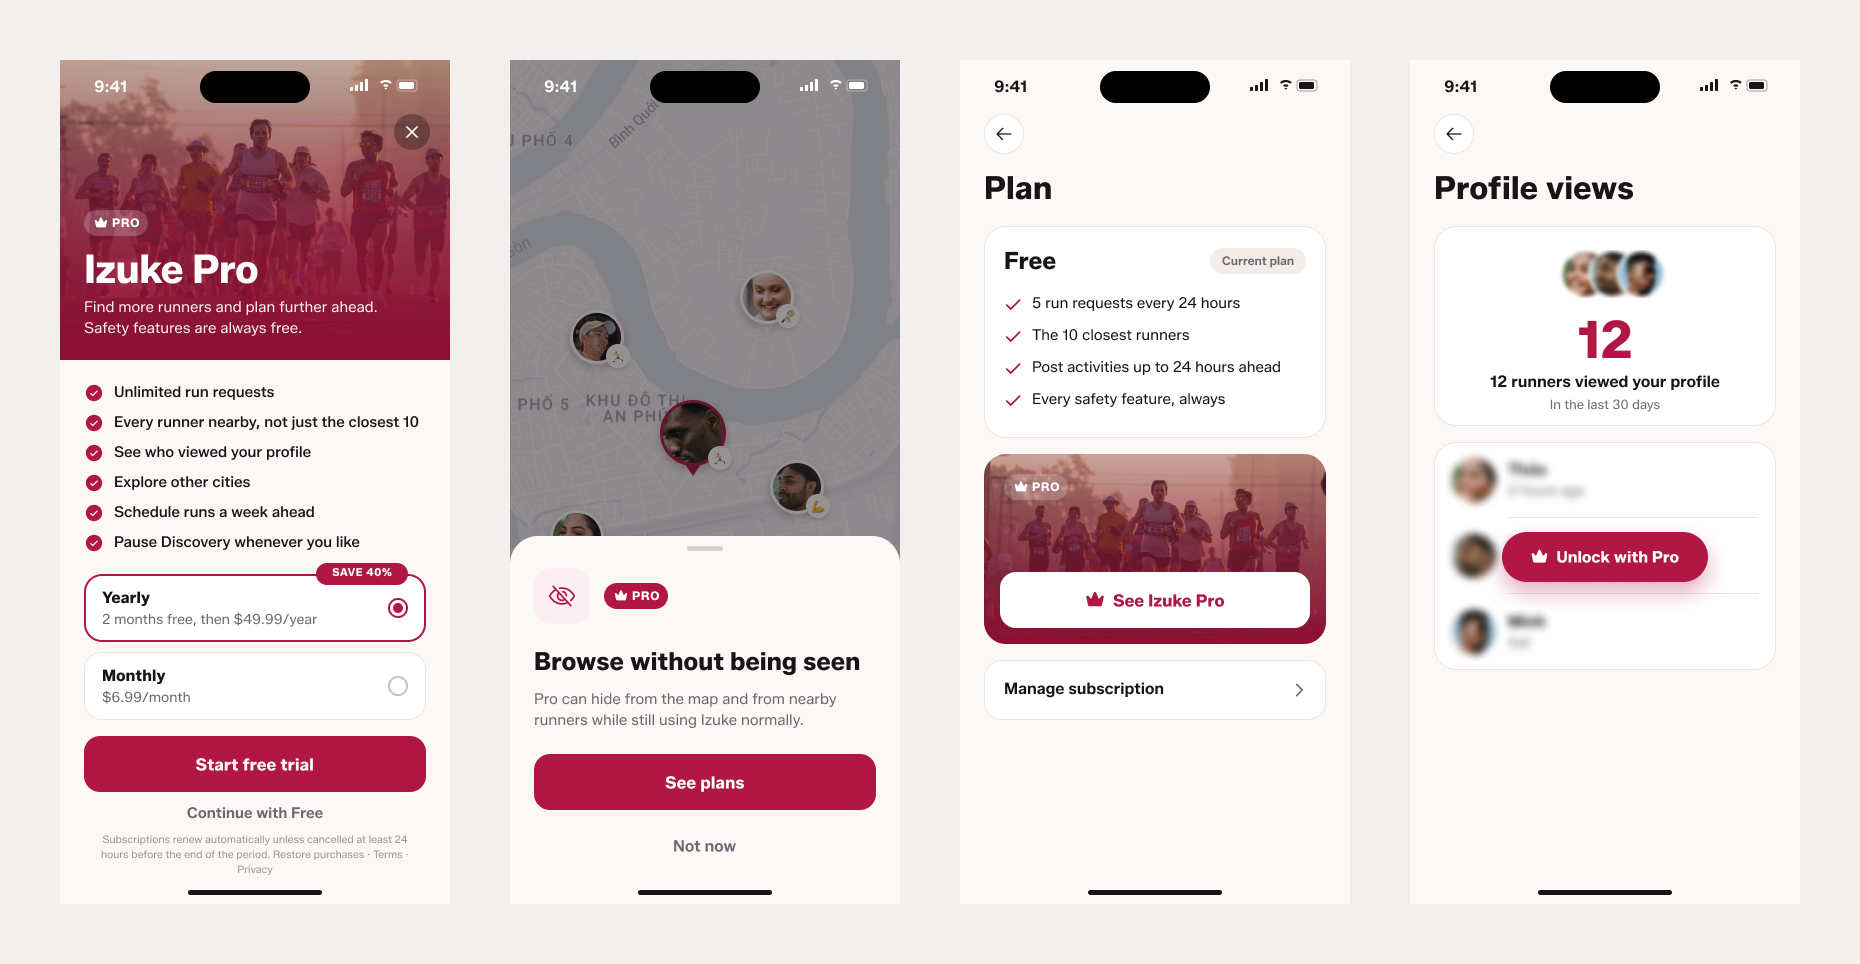 9:41
PRO
Izuke Pro
Find more runners and plan further ahead.
Safety features are always free.
Unlimited run requests
Every runner nearby, not just the closest 10
See who viewed your profile
Explore other cities
Schedule runs a week ahead
Pause Discovery whenever you like
SAVE 40%
Yearly
2 months free, then $49.99/year
Monthly
$6.99/month
Start free trial
Continue with Free
Subscriptions renew automatically unless cancelled at least 24
hours before the end of the period. Restore purchases · Terms ·
Privacy
9:41
PHỐ 4
Bình Quới
PHỐ 5
KHU ĐÔ THỊ
AN PHÚ
PRO
Browse without being seen
Pro can hide from the map and from nearby
runners while still using Izuke normally.
See plans
Not now
9:41
Plan
Free
Current plan
5 run requests every 24 hours
The 10 closest runners
Post activities up to 24 hours ahead
Every safety feature, always
PRO
See Izuke Pro
Manage subscription
9:41
Profile views
12
12 runners viewed your profile
In the last 30 days
2 hours ago
Unlock with Pro
Minh